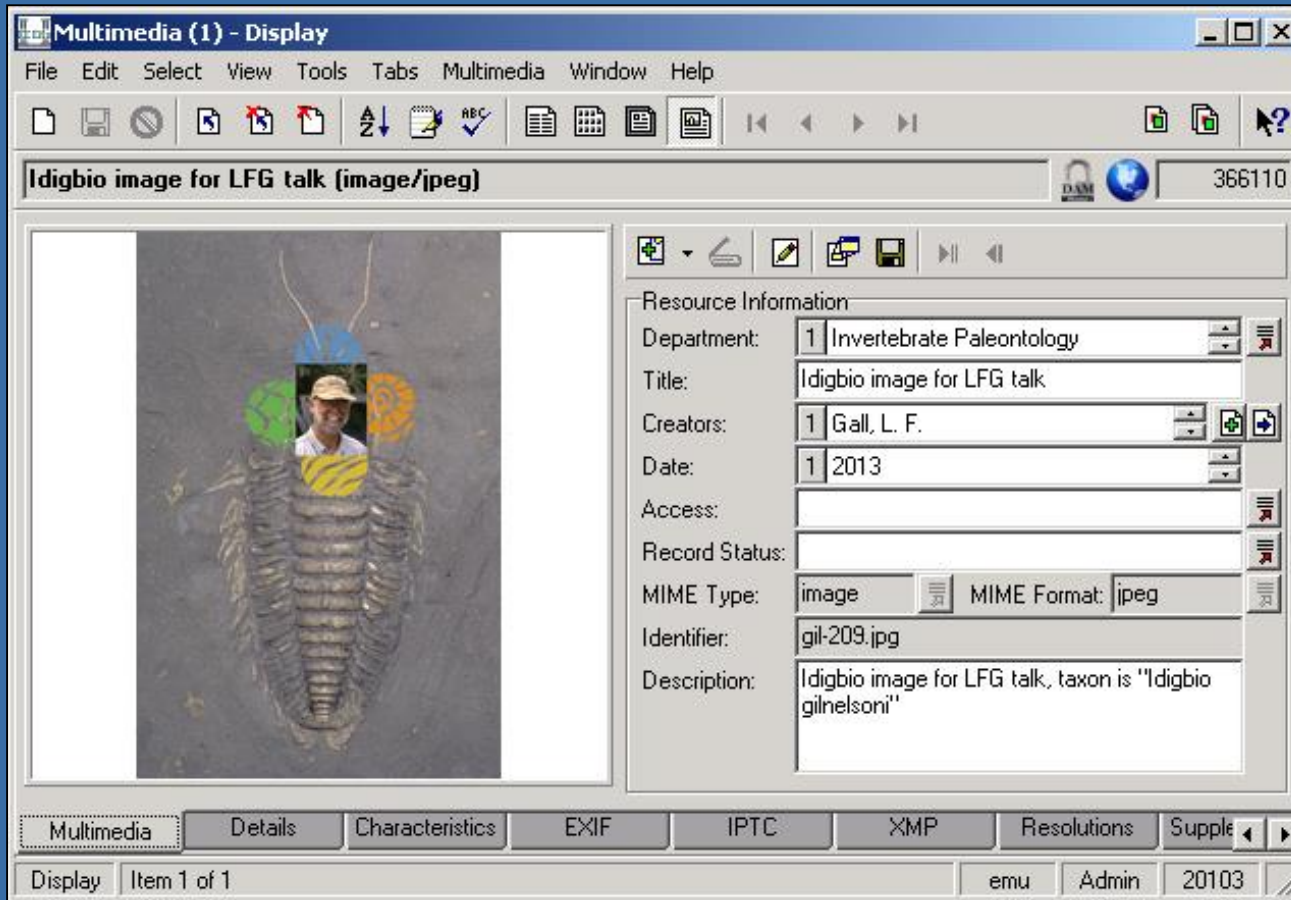 Multimedia (1) - Display
File Edit Select View Tools Tabs Multimedia Window Help
A Z ABC ?
Idigbio image for LFG talk (image/jpeg) DAM 366110
Resource Information
Department: 1 Invertebrate Paleontology
Title: Idigbio image for LFG talk
Creators: 1 Gall, L. F.
Date: 1 2013
Access:
Record Status:
MIME Type: image MIME Format: jpeg
Identifier: gil-209.jpg
Description: Idigbio image for LFG talk, taxon is "Idigbio
gilnelsoni"
Multimedia Details Characteristics EXIF IPTC XMP Resolutions Supple
Display Item 1 of 1 emu Admin 20103